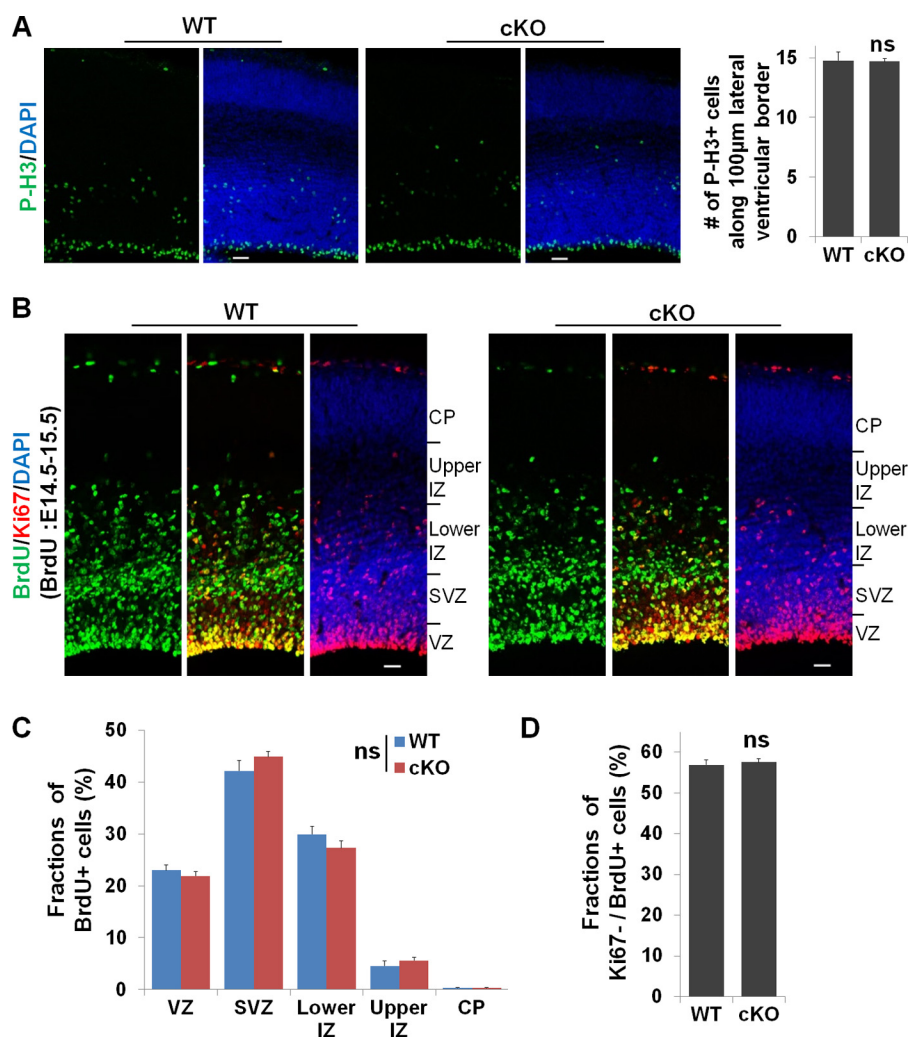 A
WT
cKO
P-H3/DAPI
# of P-H3+ cells
along 100μm lateral
ventricular border
15
10
5
0
ns
WT
cKO
B
WT
cKO
BrdU/Ki67/DAPI
(BrdU :E14.5-15.5)
CP
Upper
IZ
Lower
IZ
SVZ
VZ
CP
Upper
IZ
Lower
IZ
SVZ
VZ
C
Fractions of
BrdU+ cells (%)
50
40
30
20
10
0
ns
WT
cKO
VZ
SVZ
Lower
IZ
Upper
IZ
CP
D
Fractions of
Ki67- / BrdU+ cells (%)
60
50
40
30
20
10
0
ns
WT
cKO